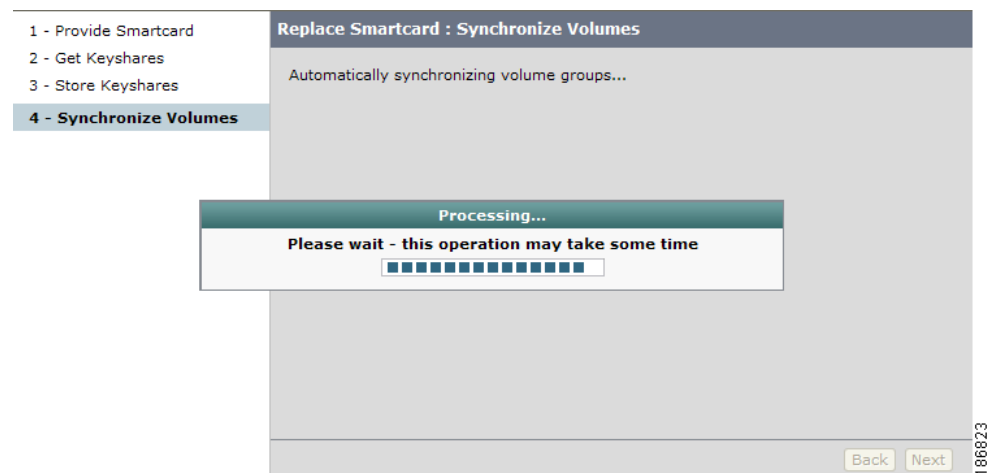 1 - Provide Smartcard
2 - Get Keyshares
3 - Store Keyshares
4 - Synchronize Volumes
Replace Smartcard : Synchronize Volumes
Automatically synchronizing volume groups...
Processing...
Please wait - this operation may take some time
Back Next
186823